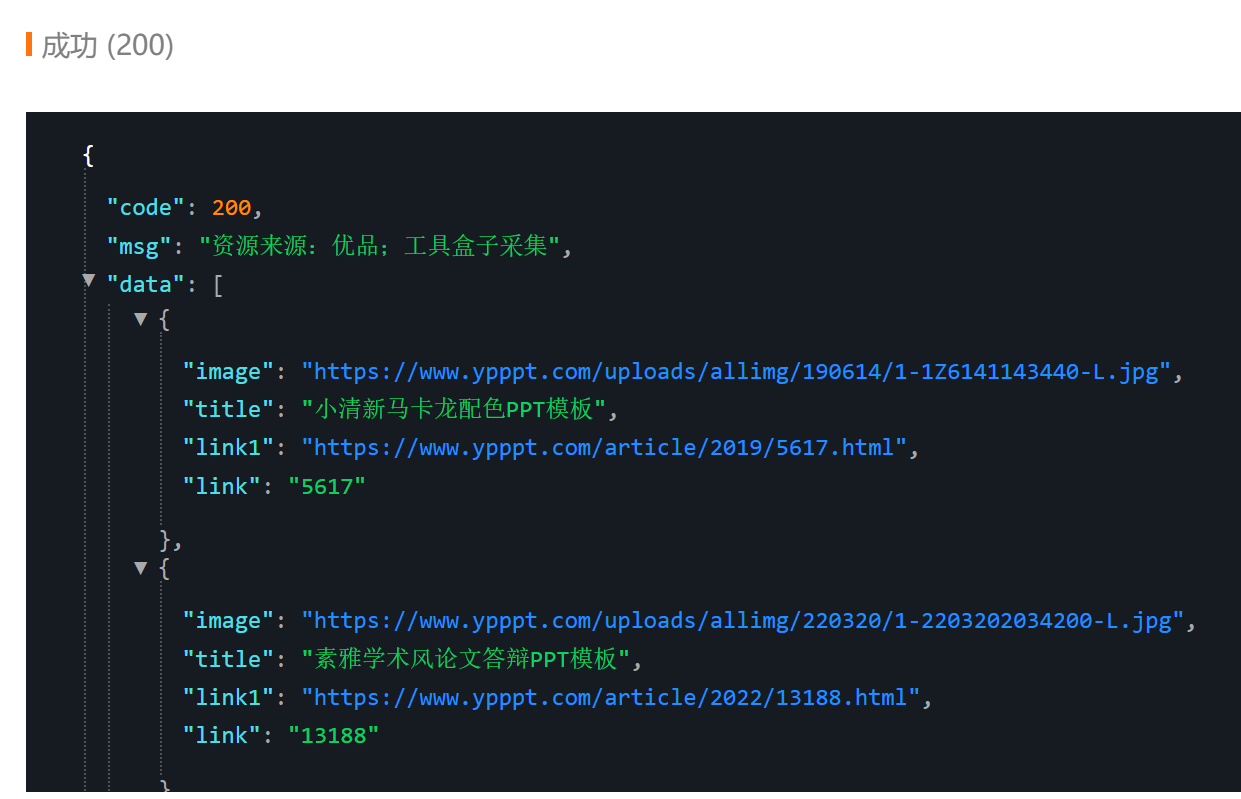 成功 (200)
{
"code": 200,
"msg": "资源来源：优品；工具盒子采集",
"data": [
{
"image": "https://www.ypppt.com/uploads/allimg/190614/1-1Z6141143440-L.jpg",
"title": "小清新马卡龙配色PPT模板",
"link1": "https://www.ypppt.com/article/2019/5617.html",
"link": "5617"
},
{
"image": "https://www.ypppt.com/uploads/allimg/220320/1-2203202034200-L.jpg",
"title": "素雅学术风论文答辩PPT模板",
"link1": "https://www.ypppt.com/article/2022/13188.html",
"link": "13188"
}